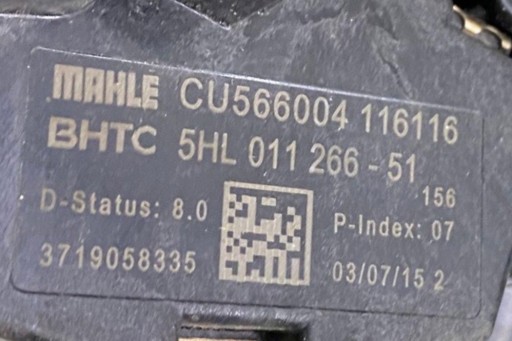 MAHLE CU566004 116116
BHTC 5HL 011 266-51
156
D-Status: 8.0
P-Index: 07
3719058335
03/07/15 2